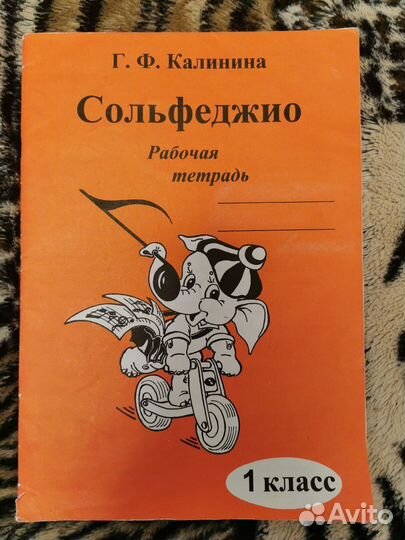 Г. Ф. Калинина
Сольфеджио
Рабочая
тетрадь
1 класс
Avito